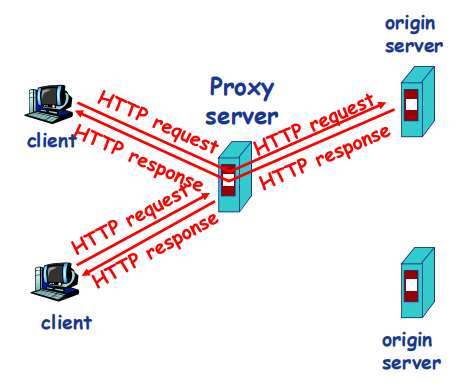 origin
server
Proxy
server
HTTP request
HTTP request
client
HTTP response
HTTP response
HTTP request
HTTP response
client
origin
server